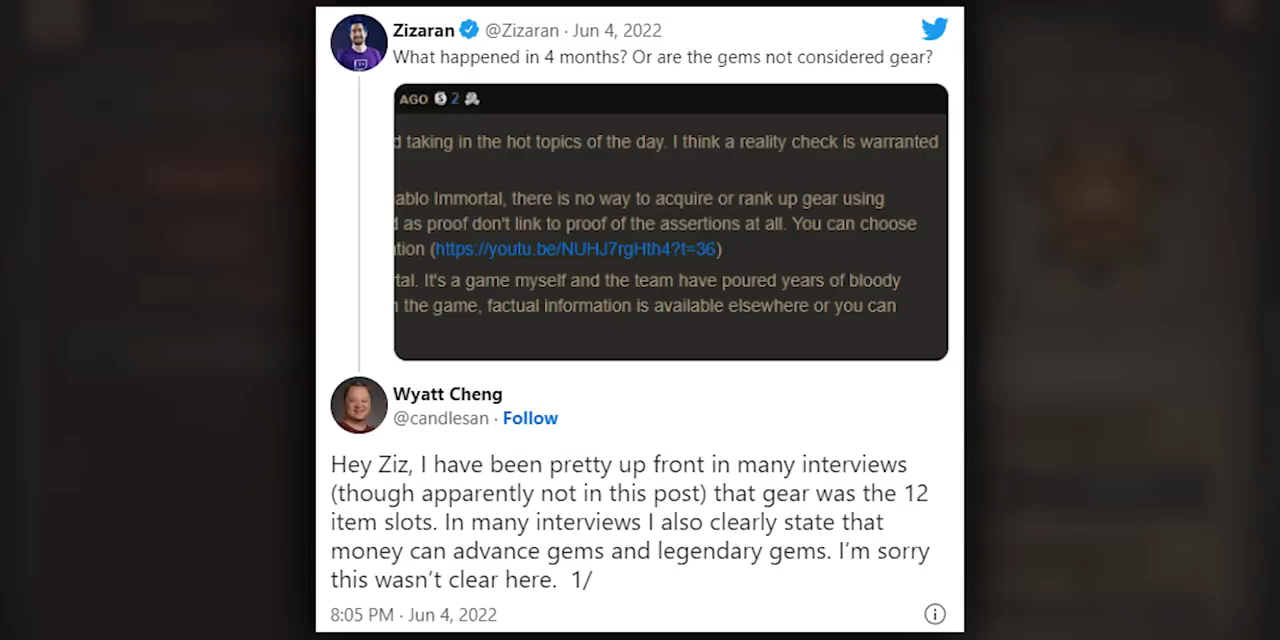 Zizaran @Zizaran · Jun 4, 2022
What happened in 4 months? Or are the gems not considered gear?
AGO 2
taking in the hot topics of the day. I think a reality check is warranted
ablo Immortal, there is no way to acquire or rank up gear using
as proof don't link to proof of the assertions at all. You can choose
tion (https://youtu.be/NUHJ7rgHth4?t=36)
tal. It's a game myself and the team have poured years of bloody
the game, factual information is available elsewhere or you can
Wyatt Cheng
@candlesan · Follow
Hey Ziz, I have been pretty up front in many interviews
(though apparently not in this post) that gear was the 12
item slots. In many interviews I also clearly state that
money can advance gems and legendary gems. I'm sorry
this wasn't clear here. 1/
8:05 PM · Jun 4, 2022